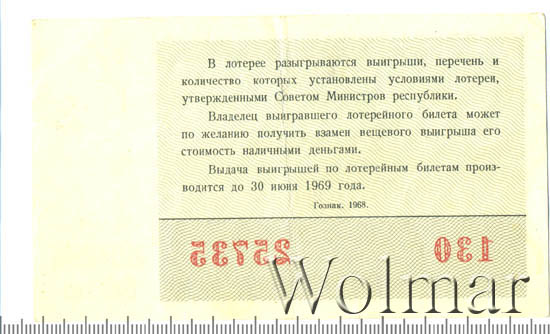 В лотерее разыгрываются выигрыши, перечень и
количество которых установлены условиями лотереи,
утвержденными Советом Министров республики.
Владелец выигравшего лотерейного билета может
по желанию получить взамен вещевого выигрыша его
стоимость наличными деньгами.
Выдача выигрышей по лотерейным билетам произ-
водится до 30 июня 1969 года.
Гознак. 1968.
25735 130
Wolmar